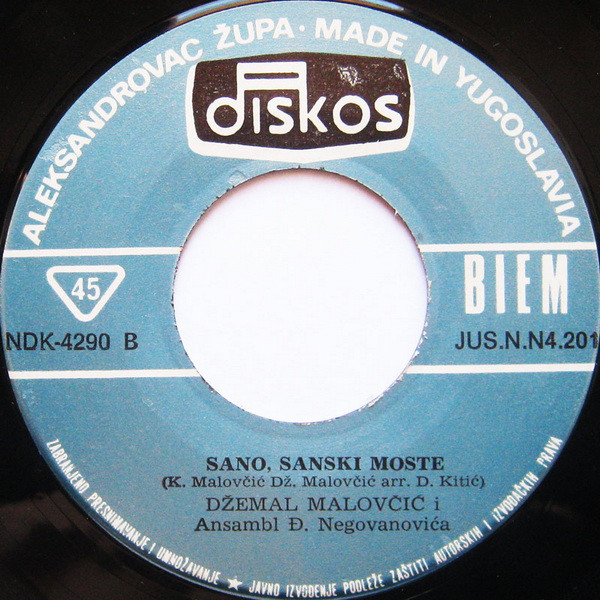 ALEKSANDROVAC ŽUPA · MADE IN YUGOSLAVIA
diskos
45
BIEM
NDK-4290 B
JUS.N.N4.201
SANO, SANSKI MOSTE
(K. Malovčić Dž. Malovčić arr. D. Kitić)
DŽEMAL MALOVČIĆ i
Ansambl Đ. Negovanovića
ZABRANJENO PRESNIMAVANJE I UMNOŽAVANJE ★ JAVNO IZVOĐENJE PODLEŽE ZAŠTITI AUTORSKIH I IZVOĐAČKIH PRAVA